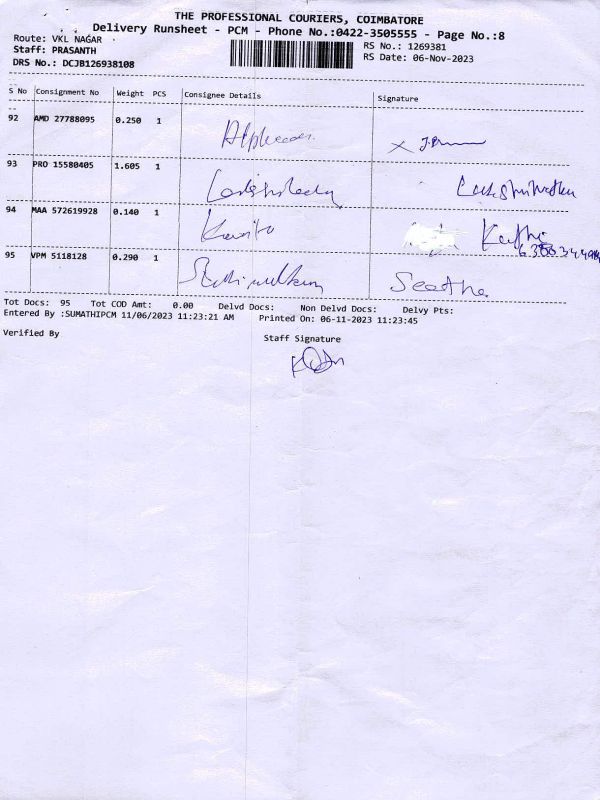 THE PROFESSIONAL COURIERS, COIMBATORE
Delivery Runsheet - PCM - Phone No.:0422-3505555 - Page No.:8
Route: VKL NAGAR
Staff: PRASANTH
DRS No.: DCJB126938108
RS No.: 1269381
RS Date: 06-Nov-2023
S No Consignment No Weight PCS Consignee Details Signature
92 AMD 27788095 0.250 1
93 PRO 15580405 1.605 1
94 MAA 572619928 0.140 1 Kavita
95 VPM 5118128 0.290 1 Seetha
Tot Docs: 95 Tot COD Amt: 0.00 Delvd Docs: Non Delvd Docs: Delvy Pts:
Entered By :SUMATHIPCM 11/06/2023 11:23:21 AM Printed On: 06-11-2023 11:23:45
Verified By
Staff Signature